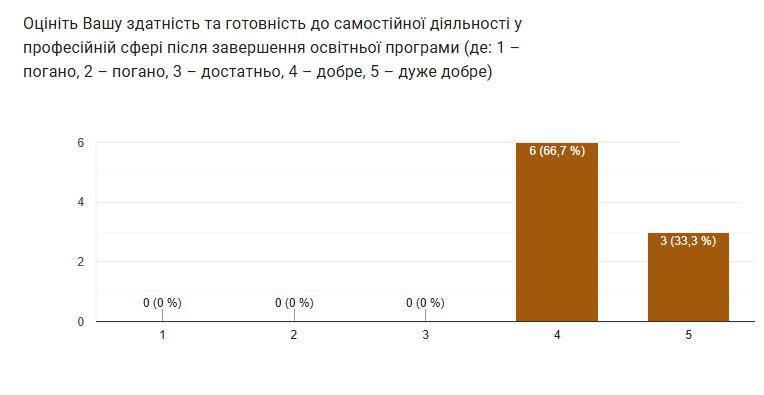 Оцініть Вашу здатність та готовність до самостійної діяльності у
професійній сфері після завершення освітньої програми (де: 1 –
погано, 2 – погано, 3 – достатньо, 4 – добре, 5 – дуже добре)
6
4
2
0
0 (0 %)
0 (0 %)
0 (0 %)
6 (66,7 %)
3 (33,3 %)
1
2
3
4
5